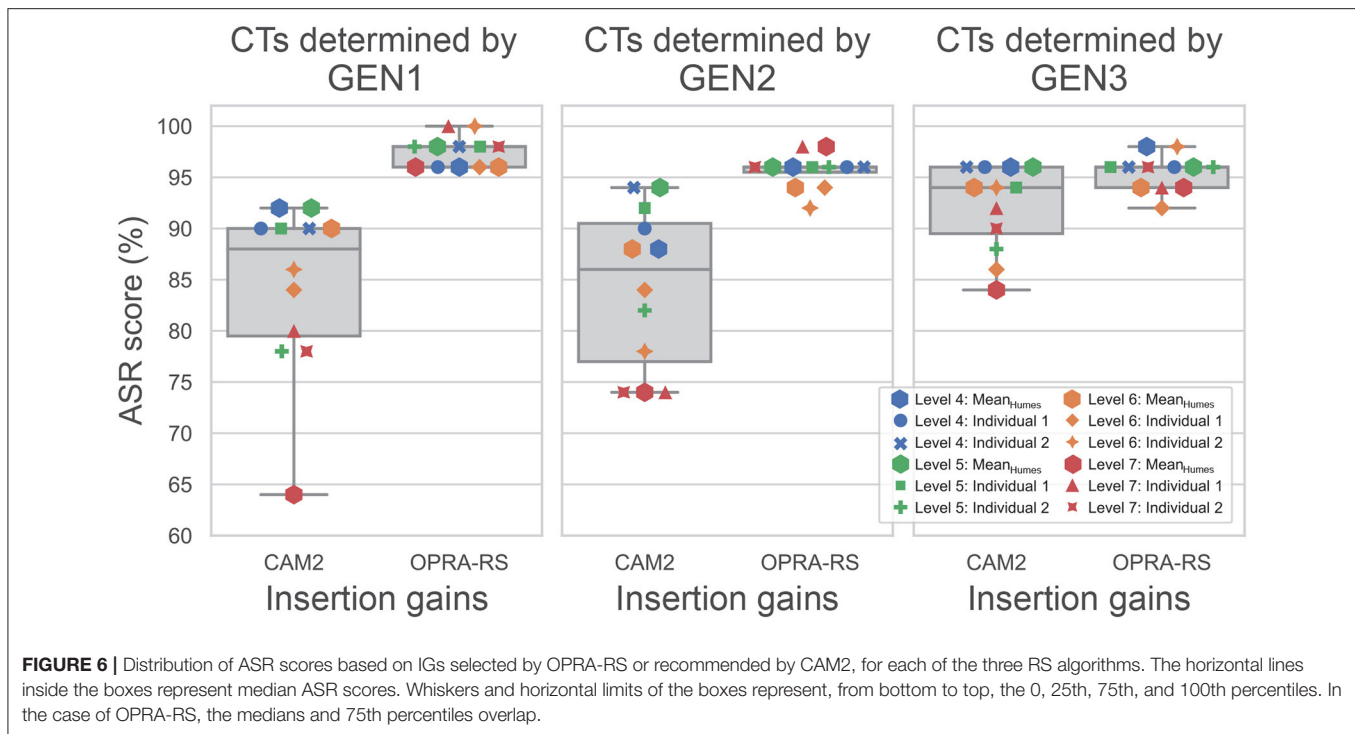 CTs determined by GEN1
CTs determined by GEN2
CTs determined by GEN3
ASR score (%)
100
95
90
85
80
75
70
65
60
CAM2 OPRA-RS
Insertion gains
CAM2 OPRA-RS
Insertion gains
CAM2 OPRA-RS
Insertion gains
Level 4: MeanHumes
Level 4: Individual 1
Level 4: Individual 2
Level 5: MeanHumes
Level 5: Individual 1
Level 5: Individual 2
Level 6: MeanHumes
Level 6: Individual 1
Level 6: Individual 2
Level 7: MeanHumes
Level 7: Individual 1
Level 7: Individual 2
FIGURE 6 | Distribution of ASR scores based on IGs selected by OPRA-RS or recommended by CAM2, for each of the three RS algorithms. The horizontal lines
inside the boxes represent median ASR scores. Whiskers and horizontal limits of the boxes represent, from bottom to top, the 0, 25th, 75th, and 100th percentiles. In
the case of OPRA-RS, the medians and 75th percentiles overlap.